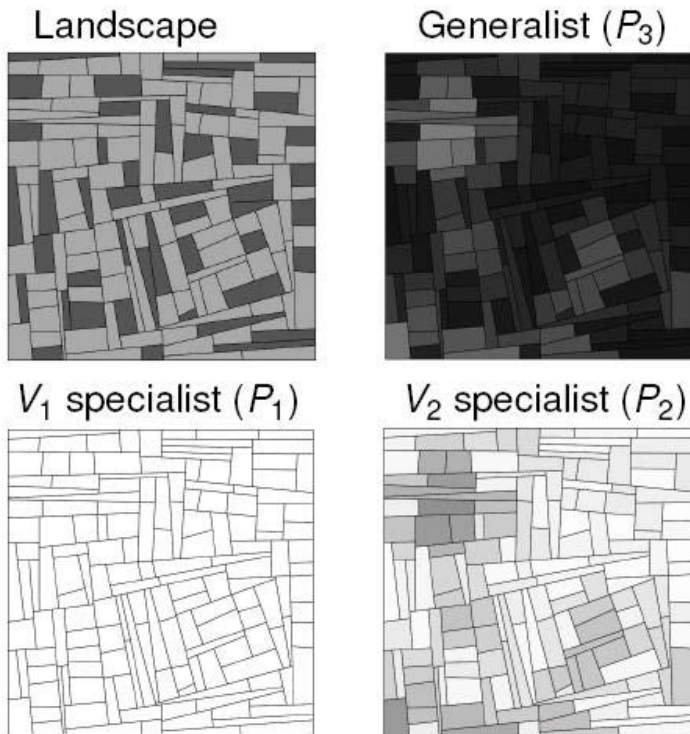 Landscape
Generalist (P₃)
V₁ specialist (P₁)
V₂ specialist (P₂)